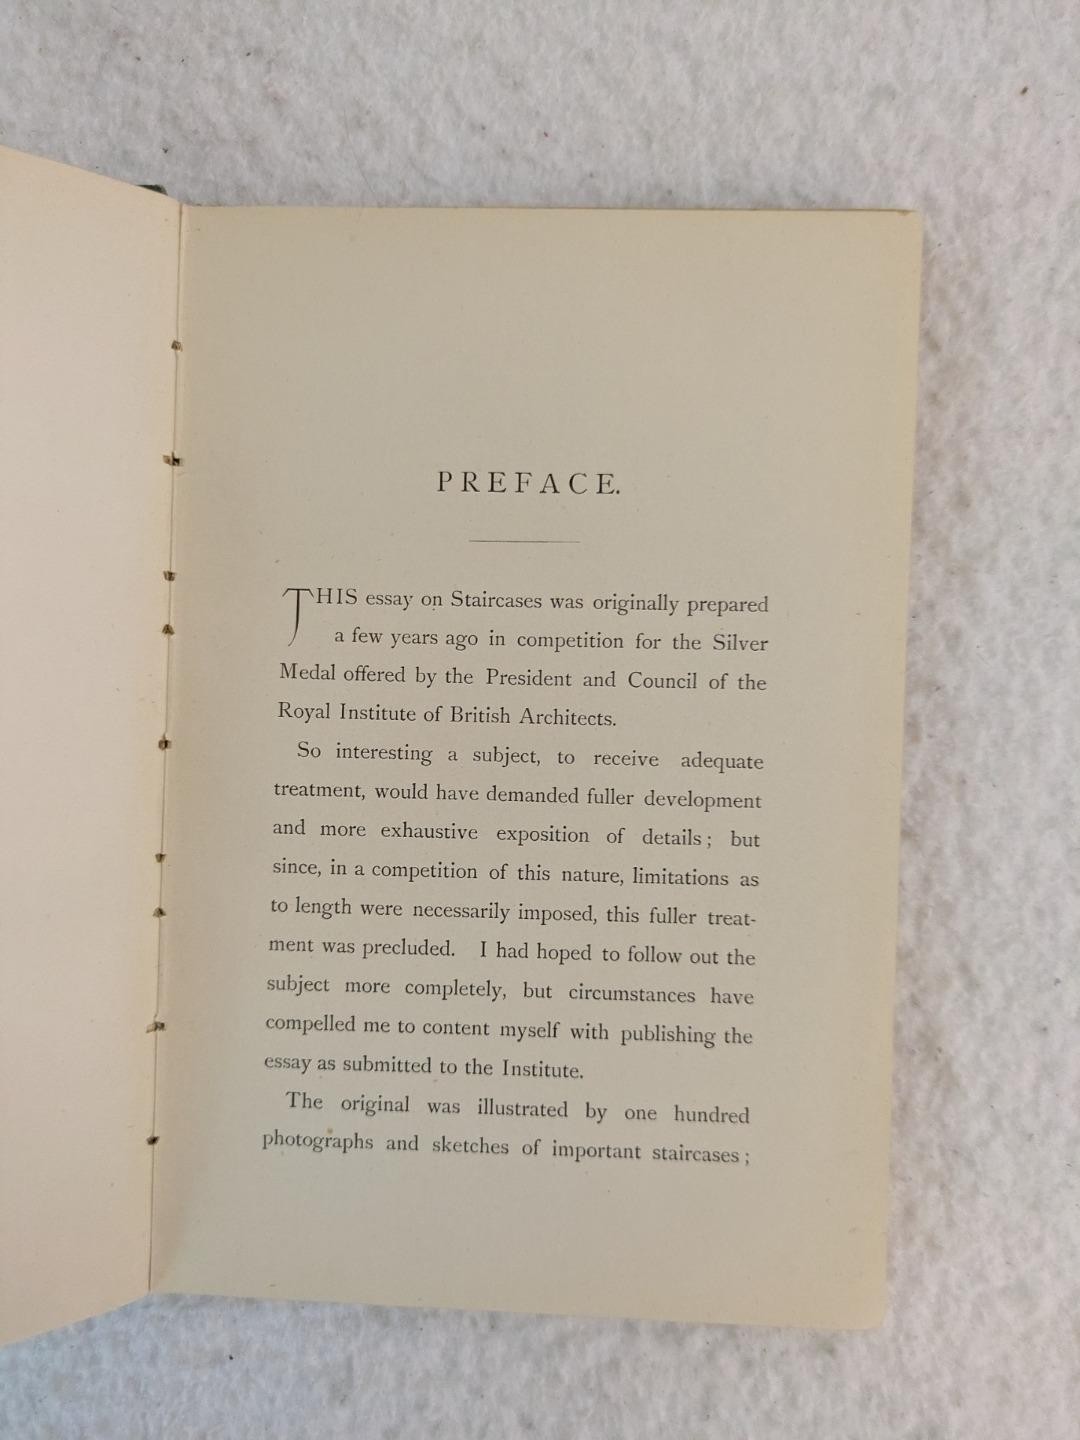 PREFACE.
THIS essay on Staircases was originally prepared
a few years ago in competition for the Silver
Medal offered by the President and Council of the
Royal Institute of British Architects.
So interesting a subject, to receive adequate
treatment, would have demanded fuller development
and more exhaustive exposition of details; but
since, in a competition of this nature, limitations as
to length were necessarily imposed, this fuller treat-
ment was precluded. I had hoped to follow out the
subject more completely, but circumstances have
compelled me to content myself with publishing the
essay as submitted to the Institute.
The original was illustrated by one hundred
photographs and sketches of important staircases;